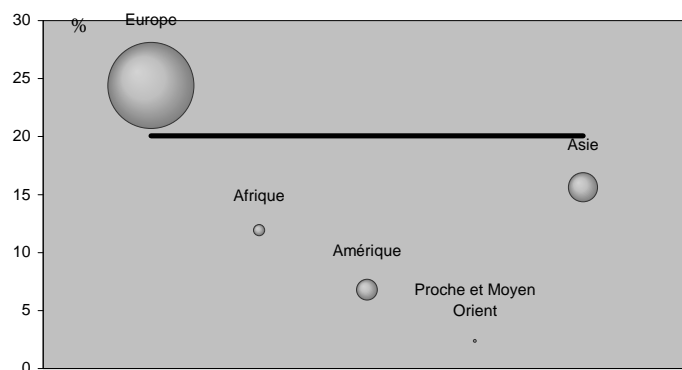 30
%
Europe
25
20
Asie
15
Afrique
10
Amérique
Proche et Moyen
Orient
5
0